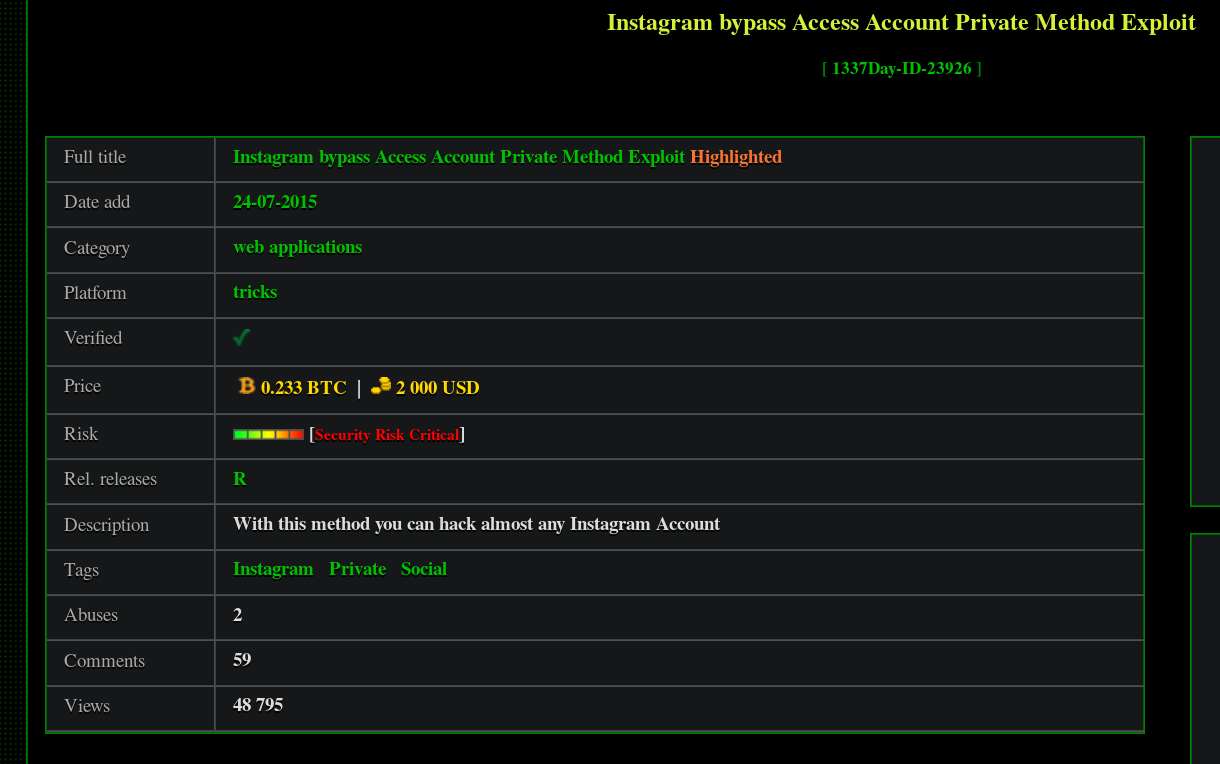 Instagram bypass Access Account Private Method Exploit
[ 1337Day-ID-23926 ]
Full title Instagram bypass Access Account Private Method Exploit Highlighted
Date add 24-07-2015
Category web applications
Platform tricks
Verified
Price 0.233 BTC | 2 000 USD
Risk [Security Risk Critical]
Rel. releases R
Description With this method you can hack almost any Instagram Account
Tags Instagram Private Social
Abuses 2
Comments 59
Views 48 795